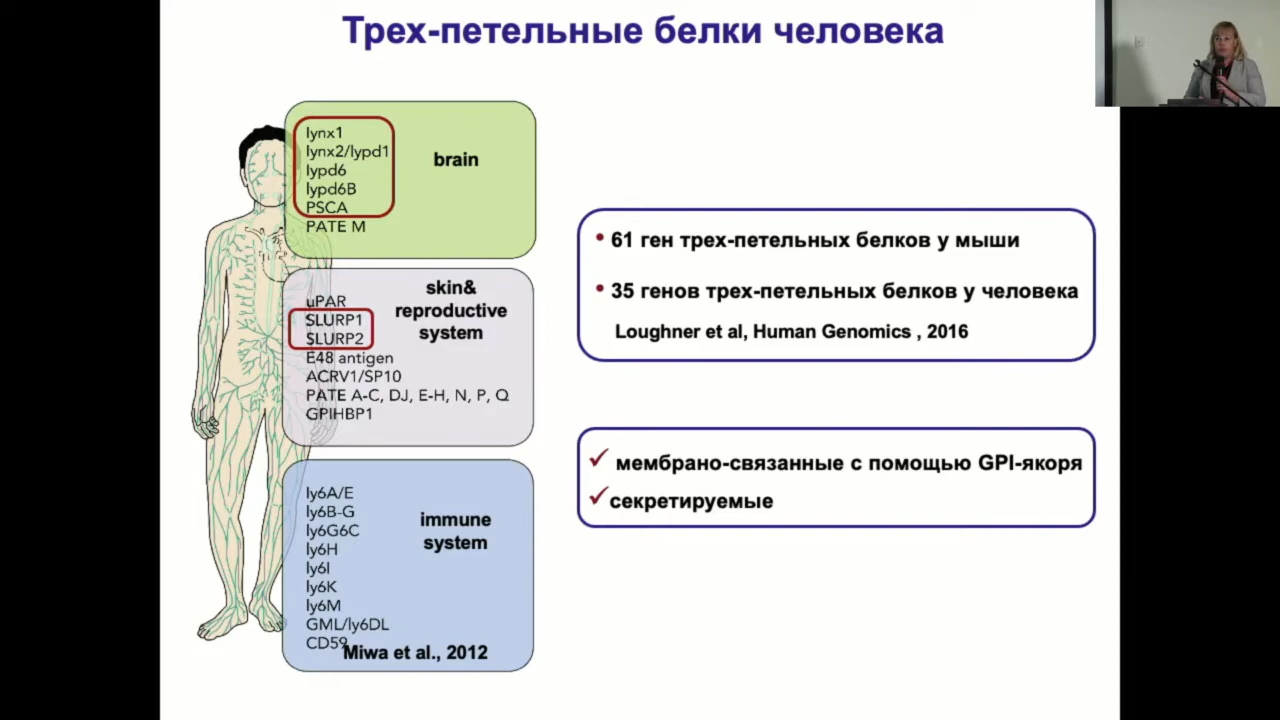 Трех-петельные белки человека
lynx1
lynx2/lypd1
lypd6
lypd6B
PSCA
PATE M
brain
uPAR
SLURP1
SLURP2
E48 antigen
ACRV1/SP10
PATE A-C, DJ, E-H, N, P, Q
GPIHBP1
skin&
reproductive
system
ly6A/E
ly6B-G
ly6G6C
ly6H
ly6I
ly6K
ly6M
GML/ly6DL
CD59
immune
system
Miwa et al., 2012
• 61 ген трех-петельных белков у мыши
• 35 генов трех-петельных белков у человека
Loughner et al, Human Genomics , 2016
✓ мембрано-связанные с помощью GPI-якоря
✓ секретируемые